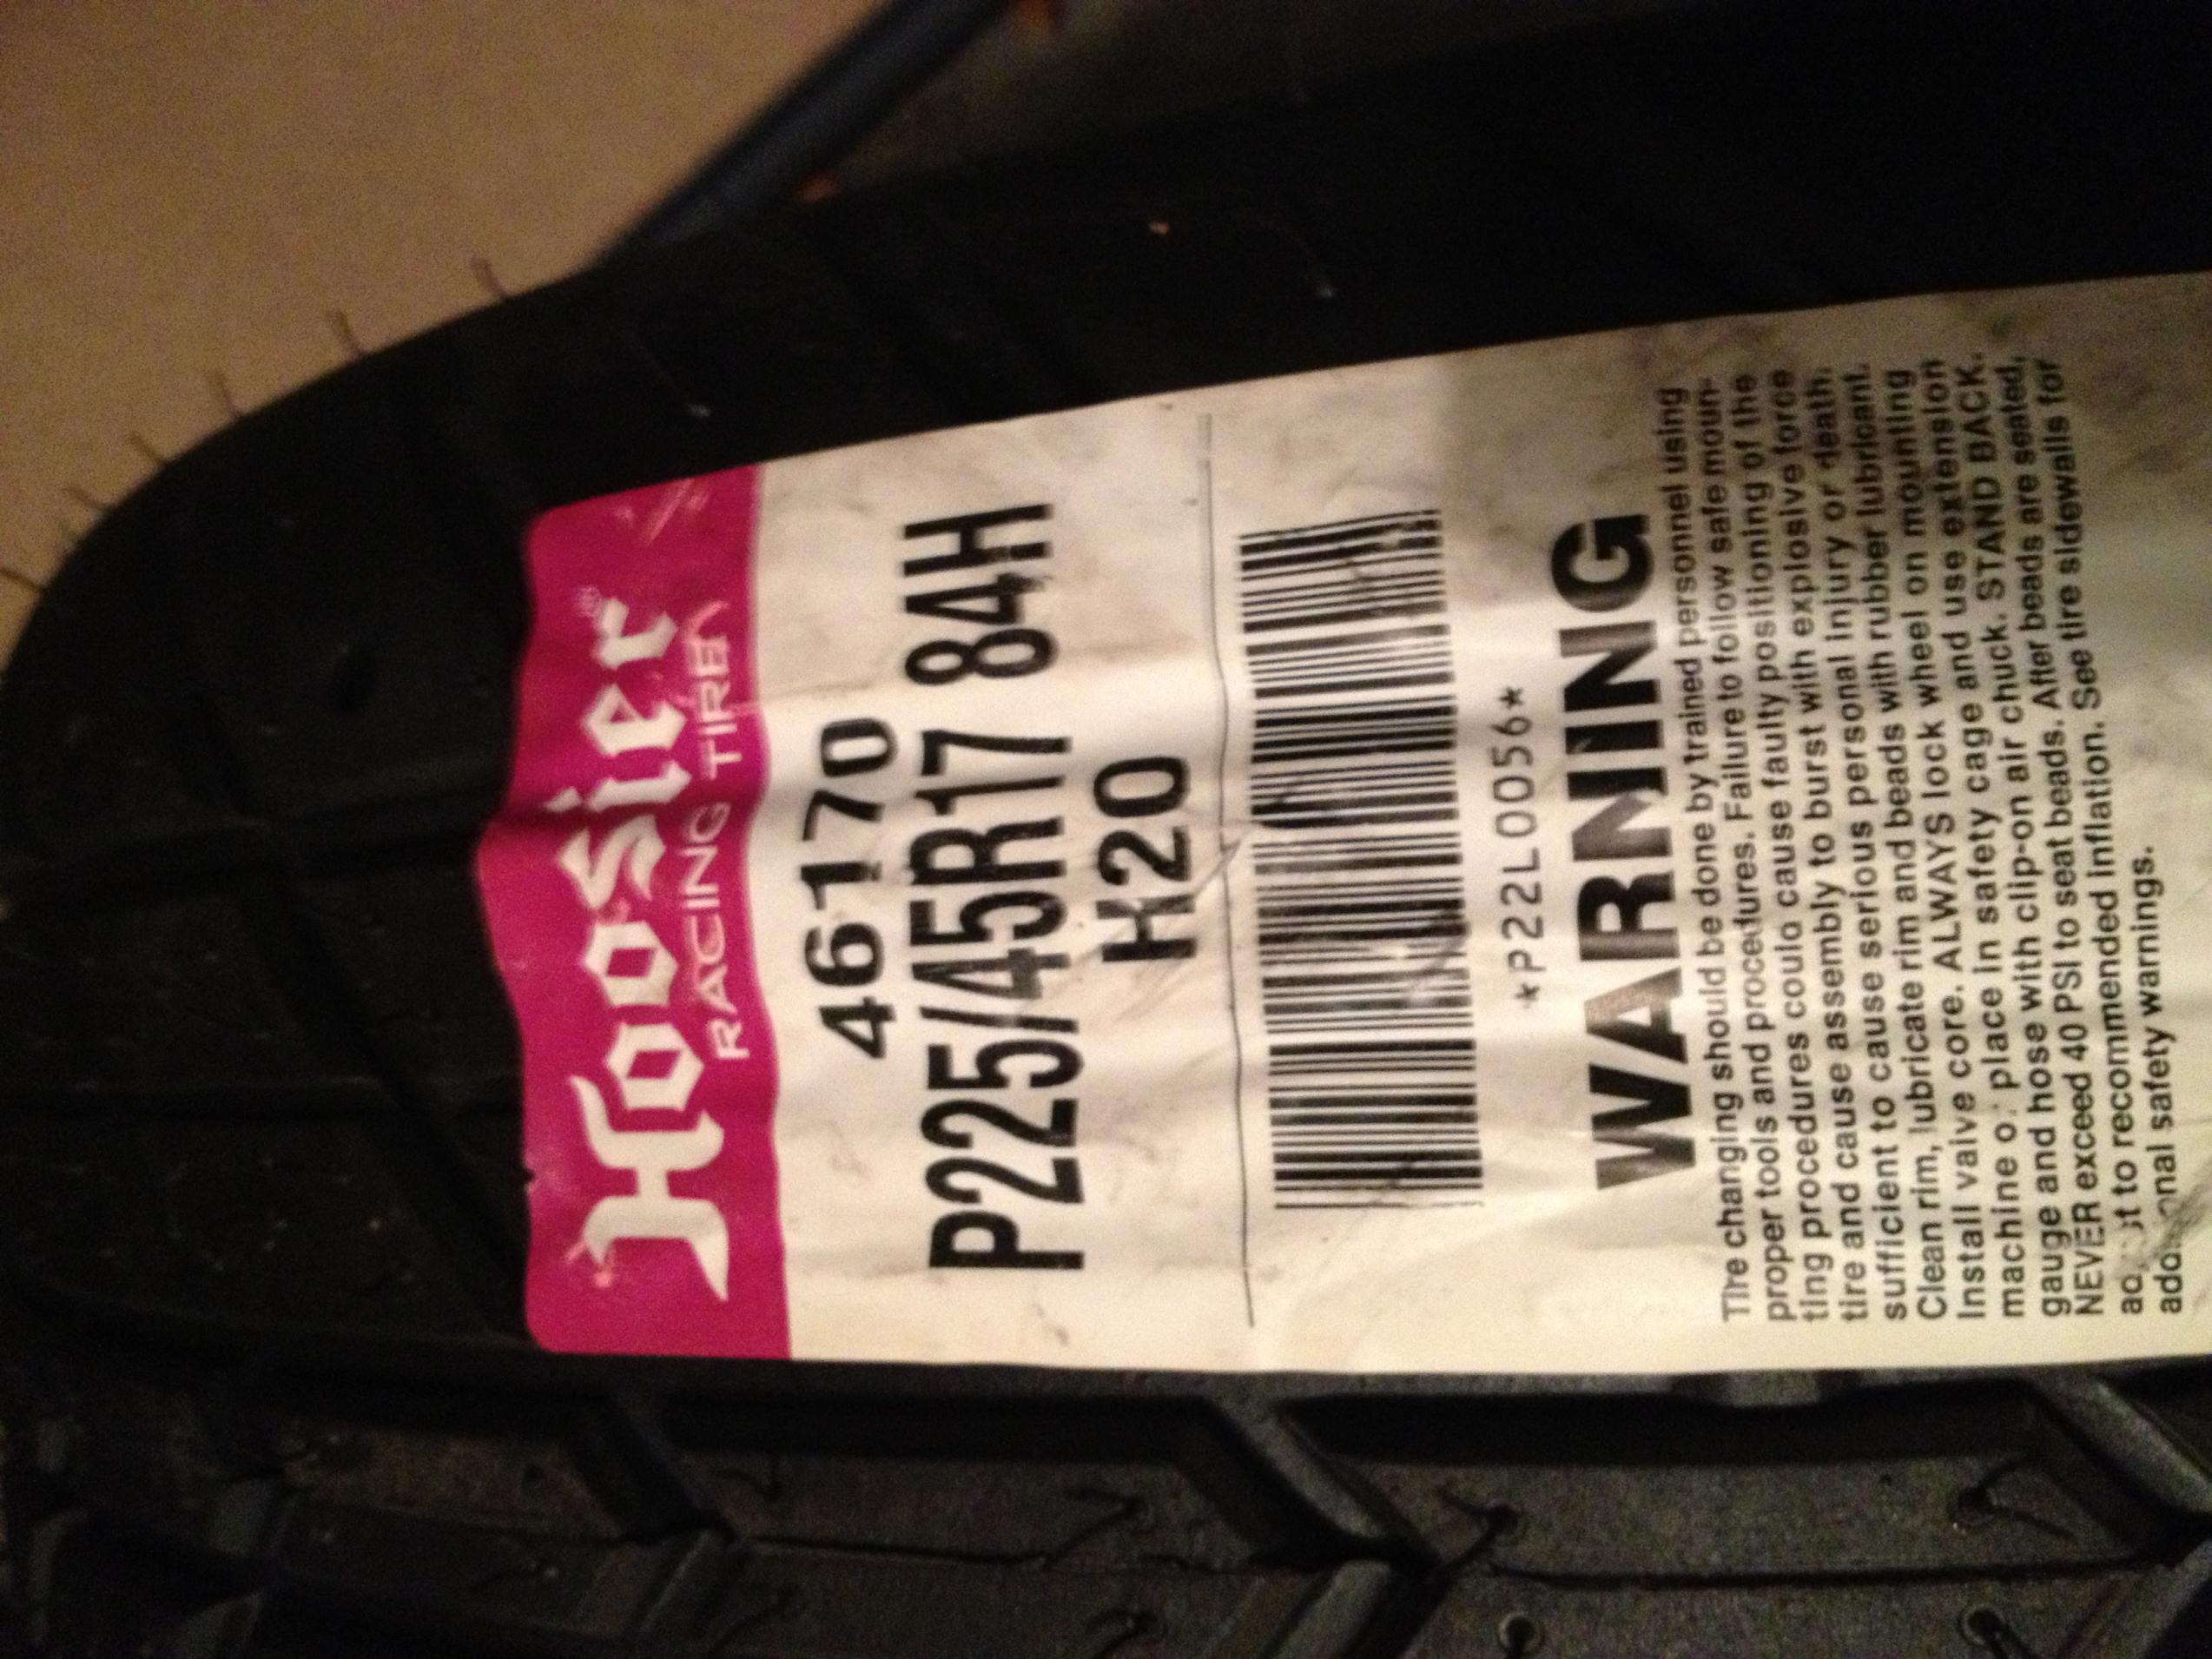 Hoosier®
RACING TIRE
46170
P225/45R17 84H
H20
*P22L0056*
WARNING
Tire changing should be done by trained personnel using
proper tools and procedures. Failure to follow safe moun-
ting procedures could cause faulty positioning of the
tire and cause assembly to burst with explosive force
sufficient to cause serious personal injury or death.
Clean rim, lubricate rim and beads with rubber lubricant.
Install valve core. ALWAYS lock wheel on mounting
machine or place in safety cage and use extension
gauge and hose with clip-on air chuck. STAND BACK.
NEVER exceed 40 PSI to seat beads. After beads are seated,
to recommended inflation. See tire sidewalls for
safety warnings.